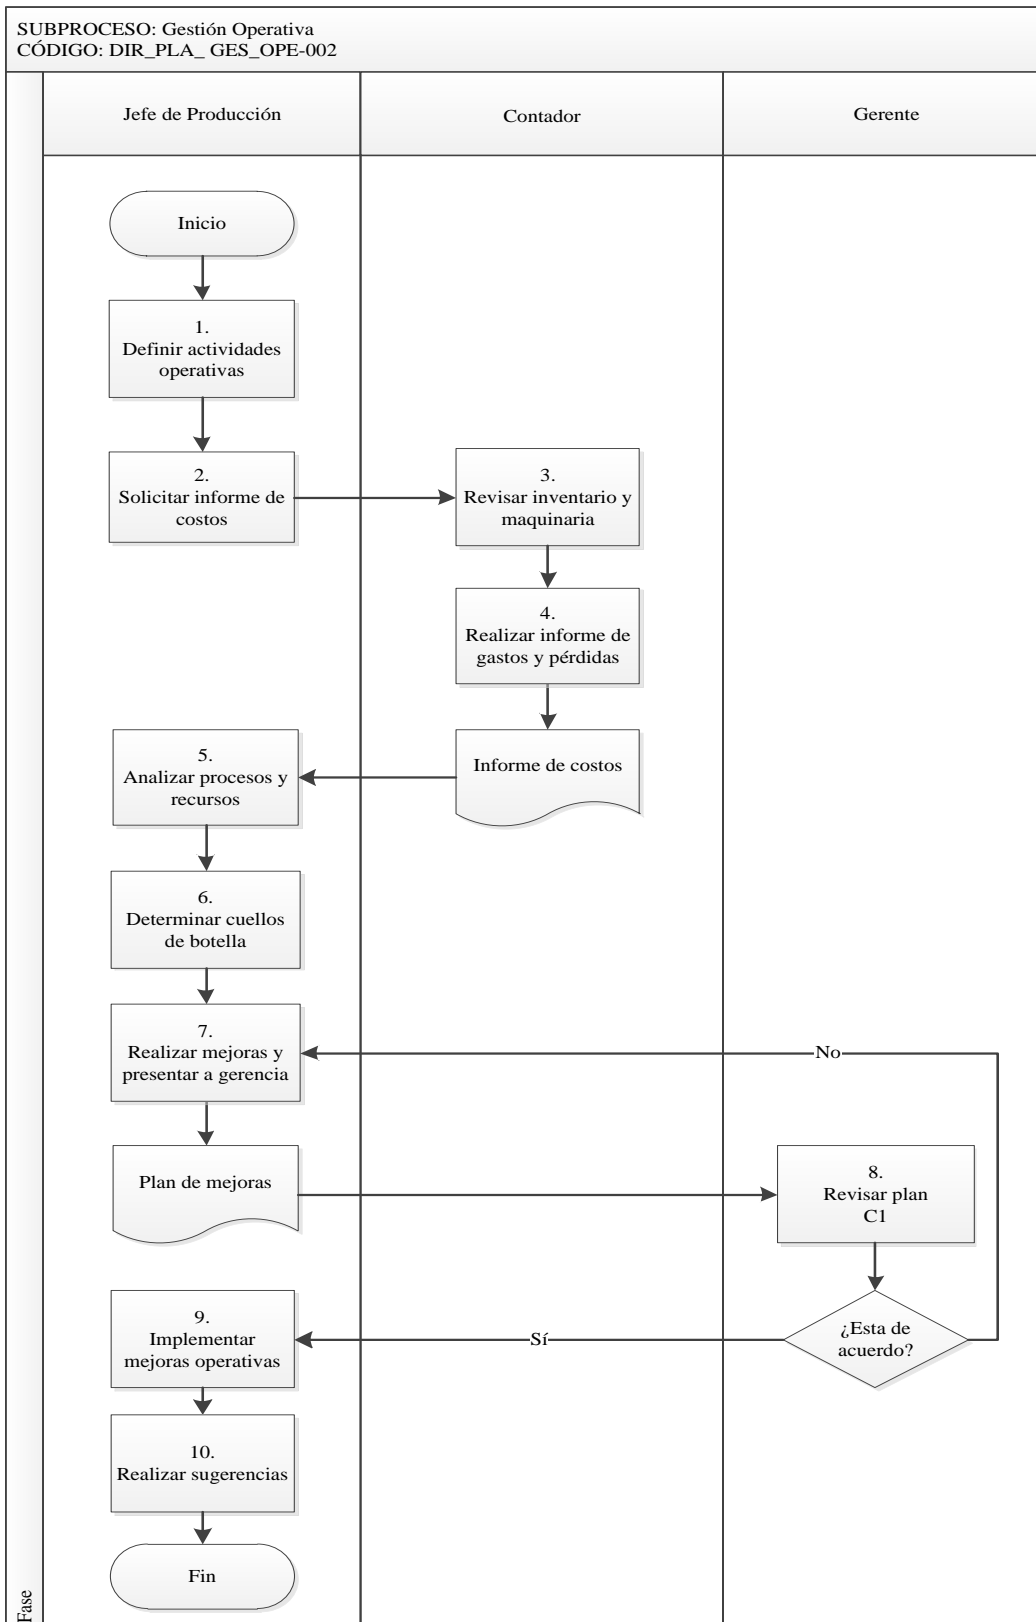 SUBPROCESO: Gestión Operativa
CÓDIGO: DIR_PLA_ GES_OPE-002
Jefe de Producción
Contador
Gerente
Inicio
1.
Definir actividades
operativas
2.
Solicitar informe de
costos
3.
Revisar inventario y
maquinaria
4.
Realizar informe de
gastos y pérdidas
Informe de costos
5.
Analizar procesos y
recursos
6.
Determinar cuellos
de botella
7.
Realizar mejoras y
presentar a gerencia
No
Plan de mejoras
8.
Revisar plan
C1
¿Esta de
acuerdo?
Sí
9.
Implementar
mejoras operativas
10.
Realizar sugerencias
Fin
Fase